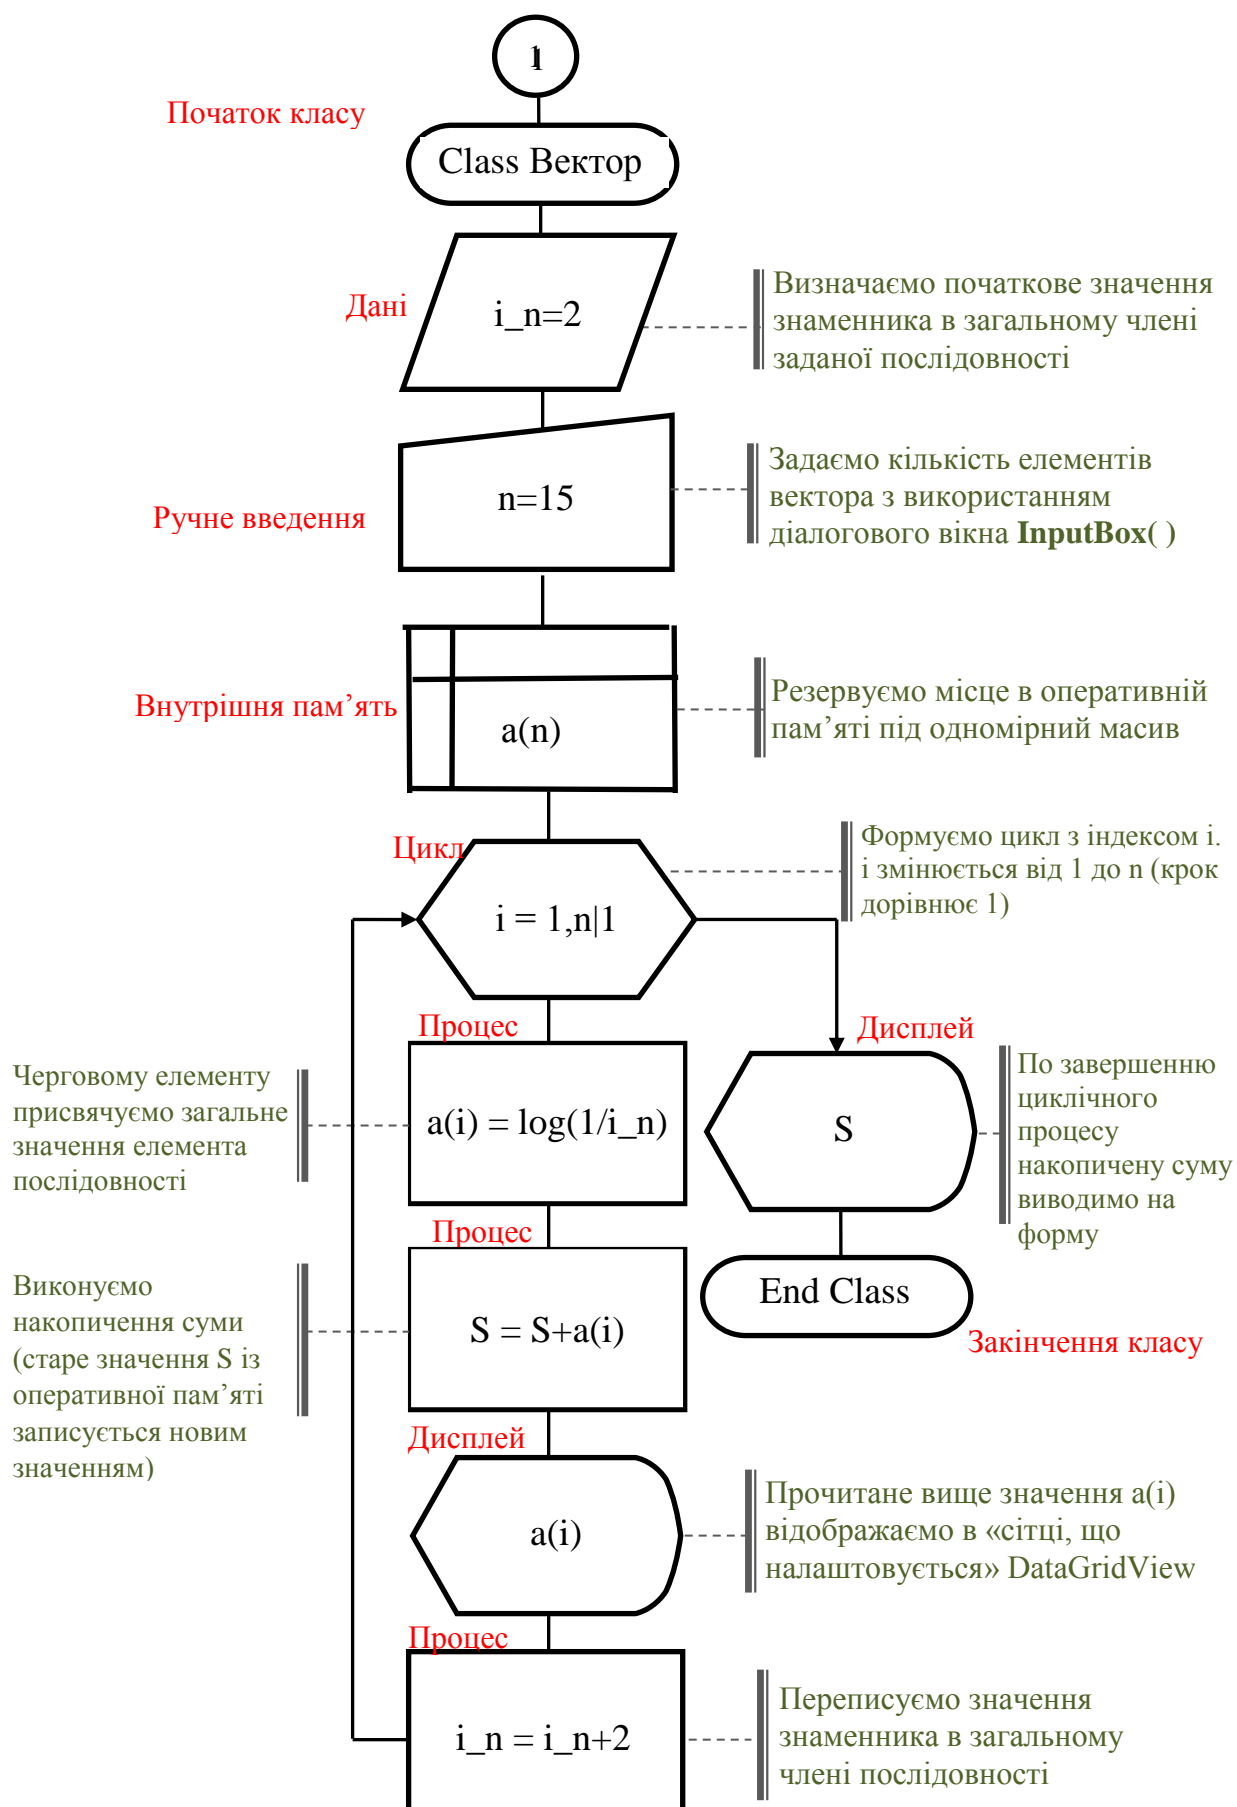 1
Початок класу
Class Вектор
Дані
i_n=2
Визначаємо початкове значення
знаменника в загальному члені
заданої послідовності
Ручне введення
n=15
Задаємо кількість елементів
вектора з використанням
діалогового вікна InputBox( )
Внутрішня пам’ять
a(n)
Резервуємо місце в оперативній
пам’яті під одномірний масив
Цикл
i = 1,n|1
Формуємо цикл з індексом і.
і змінюється від 1 до n (крок
дорівнює 1)
Процес
a(i) = log(1/i_n)
Черговому елементу
присвячуємо загальне
значення елемента
послідовності
Дисплей
S
По завершенню
циклічного
процесу
накопичену суму
виводимо на
форму
Процес
S = S+a(i)
Виконуємо
накопичення суми
(старе значення S із
оперативної пам’яті
записується новим
значенням)
End Class
Закінчення класу
Дисплей
a(i)
Прочитане вище значення a(i)
відображаємо в «сітці, що
налаштовується» DataGridView
Процес
i_n = i_n+2
Переписуємо значення
знаменника в загальному
члені послідовності